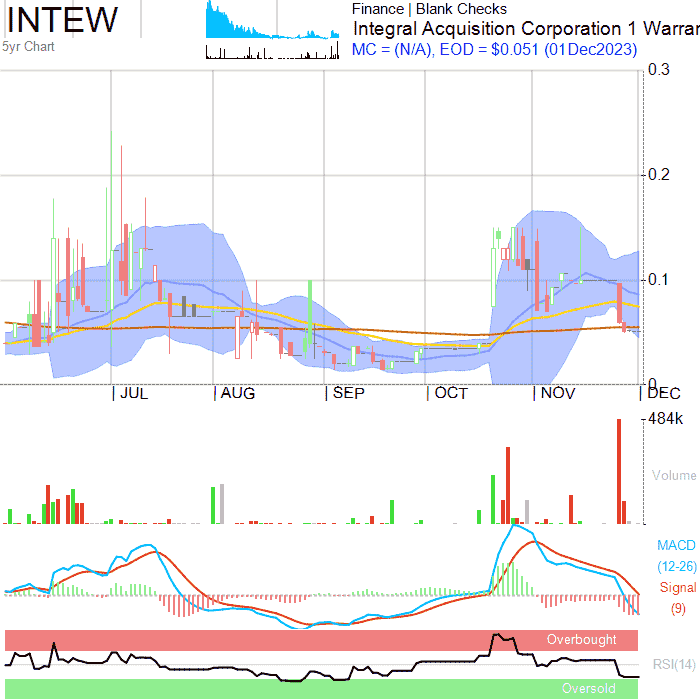 INTEW
5yr Chart
Finance | Blank Checks
Integral Acquisition Corporation 1 Warrar
MC = (N/A), EOD = $0.051 (01Dec2023)
0.3
0.2
0.1
0
| JUL | AUG | SEP | OCT | NOV | DEC
484k
Volume
MACD
(12-26)
Signal
(9)
Overbought
RSI(14)
Oversold